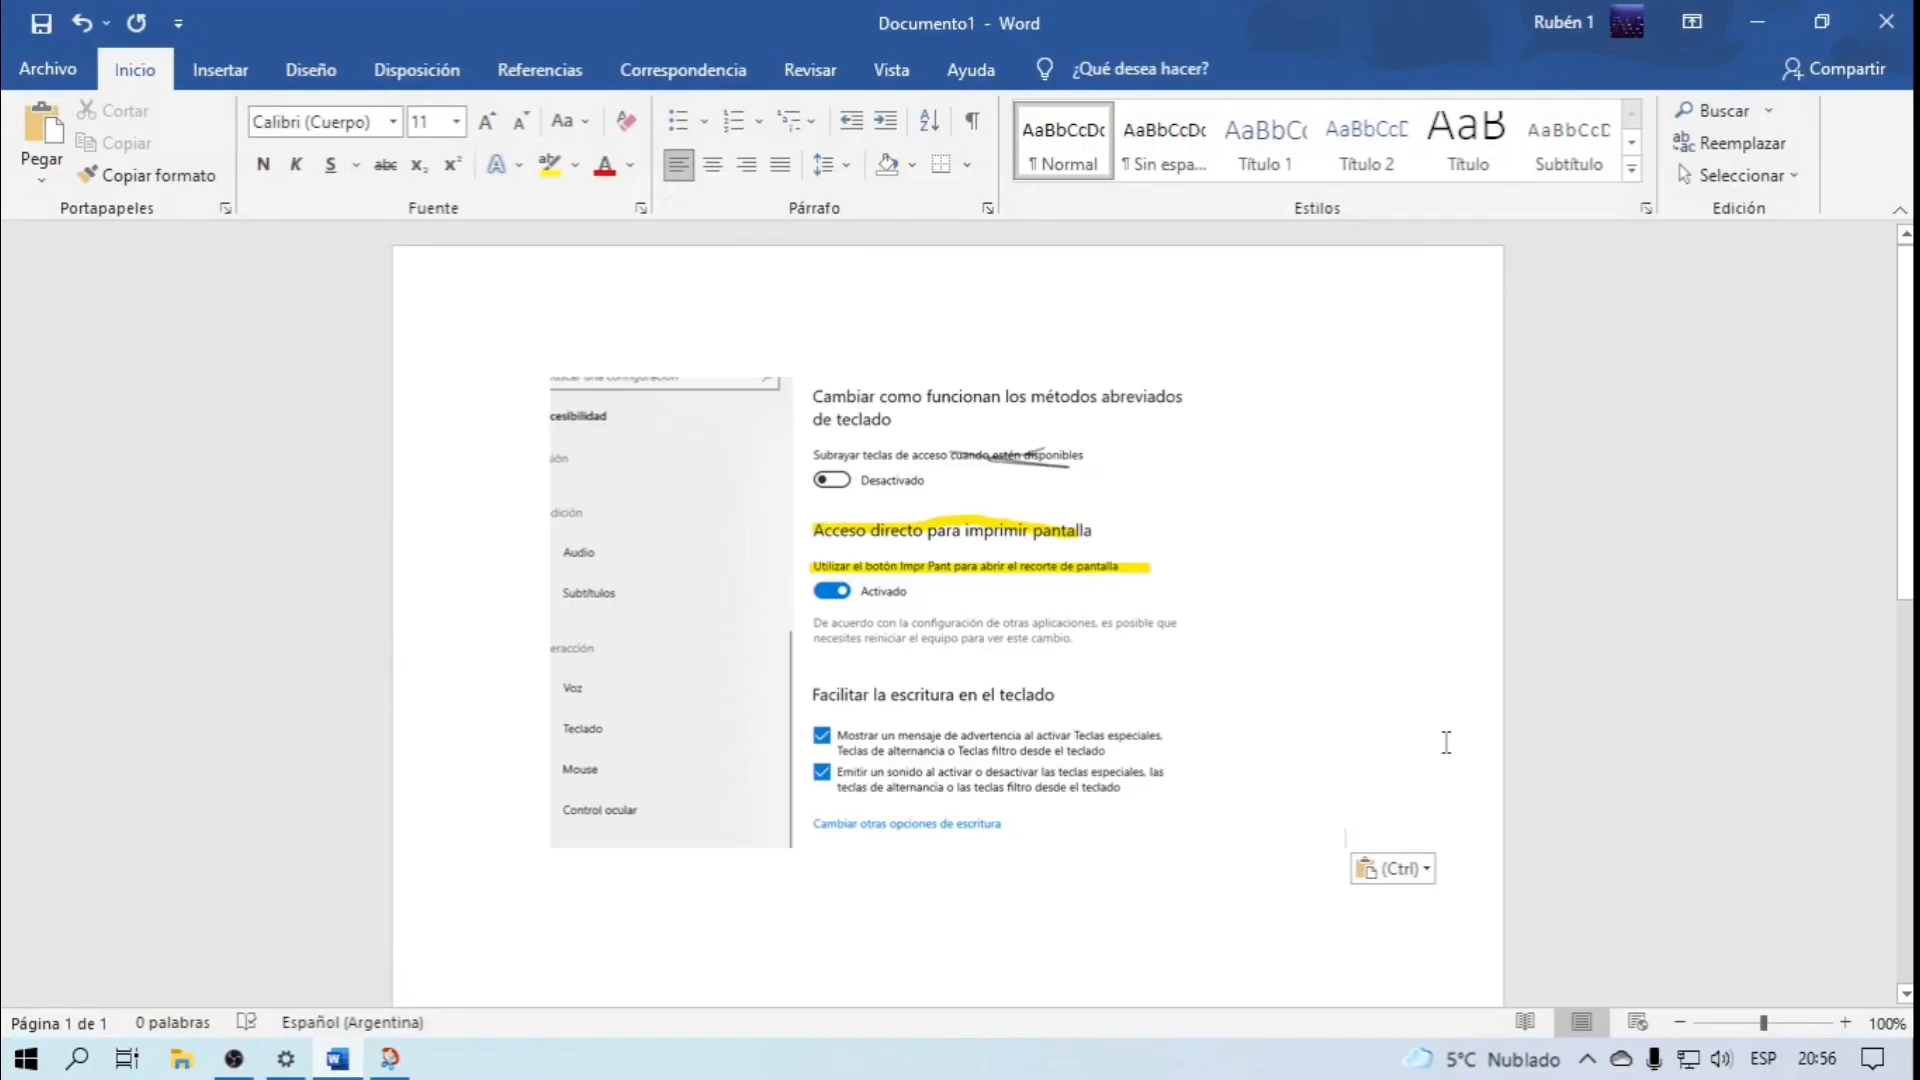 Documento1 - Word
Rubén 1
Archivo
Inicio
Insertar
Diseño
Disposición
Referencias
Correspondencia
Revisar
Vista
Ayuda
¿Qué desea hacer?
Compartir
Pegar
Cortar
Copiar
Copiar formato
Portapapeles
Calibri (Cuerpo)
11
Aa
N K S abc x₂ x²
Fuente
Párrafo
AaBbCcDc
¶ Normal
AaBbCcDc
¶ Sin espa...
AaBbCc
Título 1
AaBbCcD
Título 2
AaB
Título
AaBbCcD
Subtítulo
Estilos
Buscar
Reemplazar
Seleccionar
Edición
cesibilidad
dición
Audio
Subtítulos
eracción
Voz
Teclado
Mouse
Control ocular
Cambiar como funcionan los métodos abreviados
de teclado
Subrayar teclas de acceso cuando estén disponibles
Desactivado
Acceso directo para imprimir pantalla
Utilizar el botón Impr Pant para abrir el recorte de pantalla
Activado
De acuerdo con la configuración de otras aplicaciones, es posible que
necesites reiniciar el equipo para ver este cambio.
Facilitar la escritura en el teclado
Mostrar un mensaje de advertencia al activar Teclas especiales,
Teclas de alternancia o Teclas filtro desde el teclado
Emitir un sonido al activar o desactivar las teclas especiales, las
teclas de alternancia o las teclas filtro desde el teclado
Cambiar otras opciones de escritura
(Ctrl)
Página 1 de 1
0 palabras
Español (Argentina)
100%
5°C Nublado
ESP
20:56